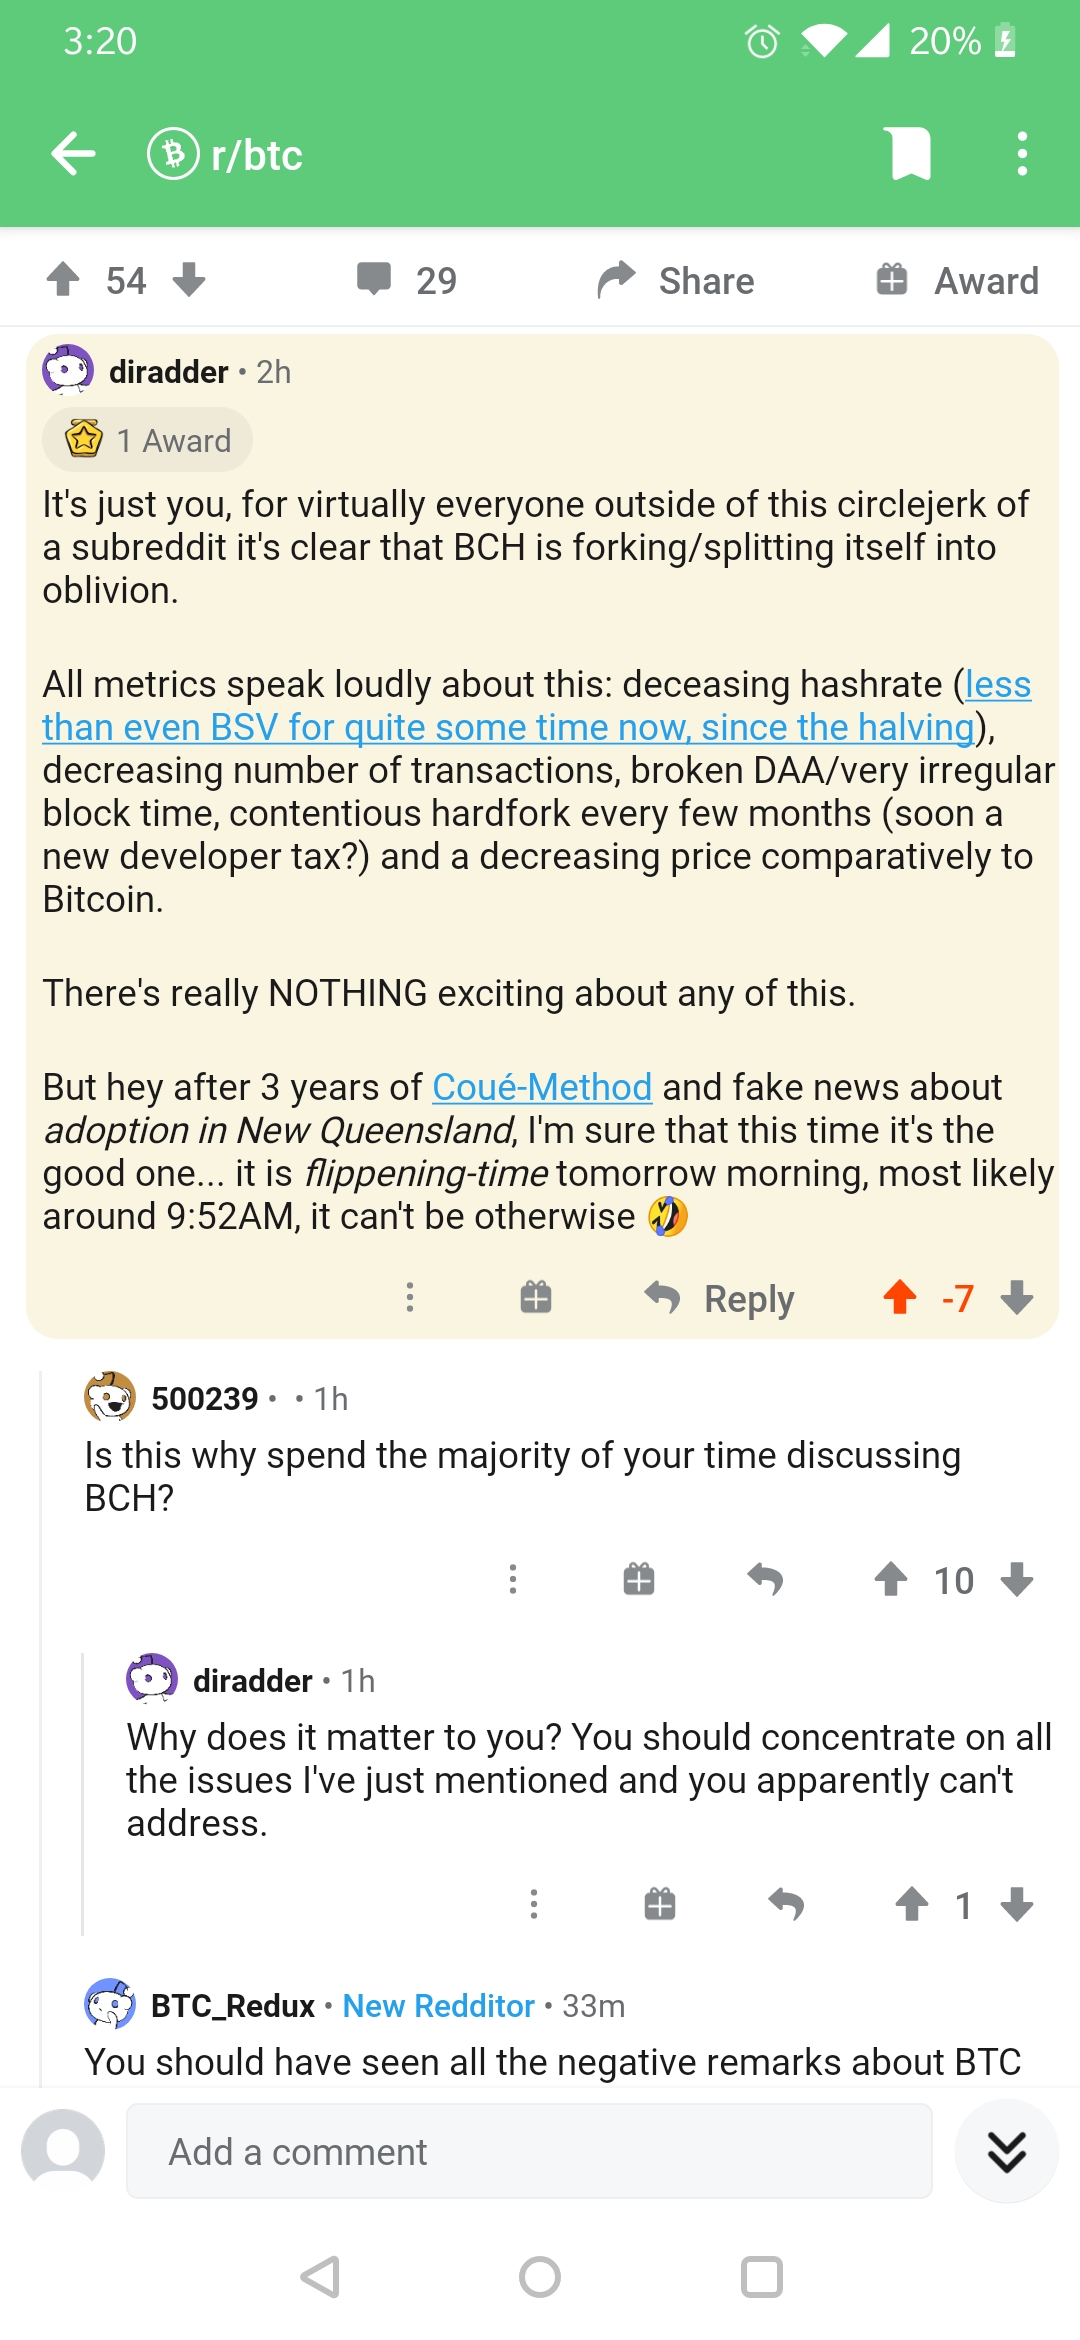 3:20
20%
r/btc
54
29
Share
Award
diradder • 2h
1 Award
It's just you, for virtually everyone outside of this circlejerk of
a subreddit it's clear that BCH is forking/splitting itself into
oblivion.
All metrics speak loudly about this: deceasing hashrate (less
than even BSV for quite some time now, since the halving),
decreasing number of transactions, broken DAA/very irregular
block time, contentious hardfork every few months (soon a
new developer tax?) and a decreasing price comparatively to
Bitcoin.
There's really NOTHING exciting about any of this.
But hey after 3 years of Coué-Method and fake news about
adoption in New Queensland, I'm sure that this time it's the
good one... it is flippening-time tomorrow morning, most likely
around 9:52AM, it can't be otherwise 🤣
Reply
-7
500239 • • 1h
Is this why spend the majority of your time discussing
BCH?
10
diradder • 1h
Why does it matter to you? You should concentrate on all
the issues I've just mentioned and you apparently can't
address.
1
BTC_Redux • New Redditor • 33m
You should have seen all the negative remarks about BTC
Add a comment